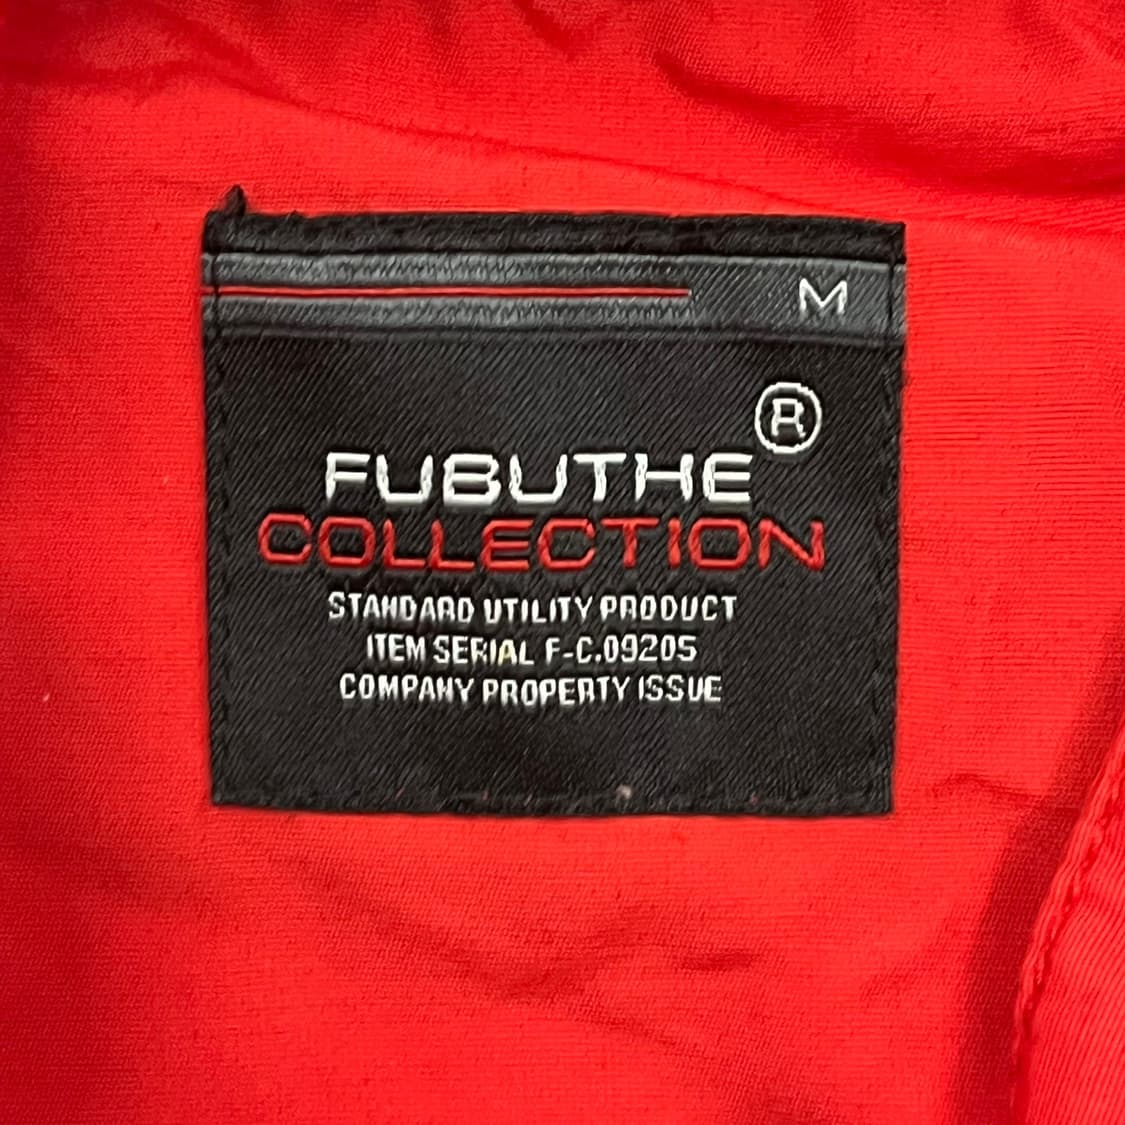 M
FUBUTHE®
COLLECTION
STANDARD UTILITY PRODUCT
ITEM SERIAL F-C.09205
COMPANY PROPERTY ISSUE